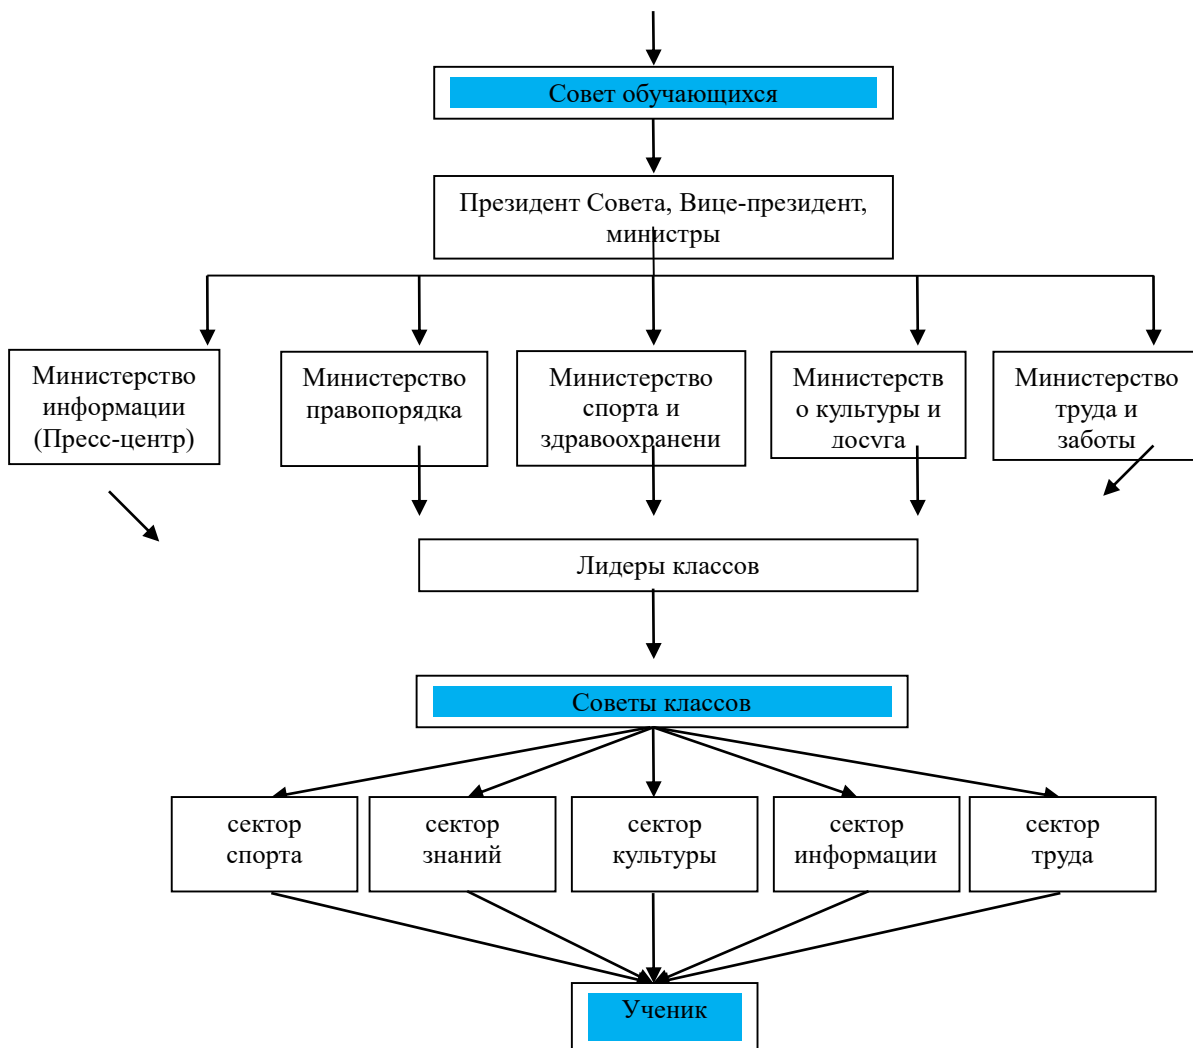 Совет обучающихся
Президент Совета, Вице-президент,
министры
Министерство
информации
(Пресс-центр)
Министерство
правопорядка
Министерство
спорта и
здравоохранени
Министерств
о культуры и
досуга
Министерство
труда и
заботы
Лидеры классов
Советы классов
сектор
спорта
сектор
знаний
сектор
культуры
сектор
информации
сектор
труда
Ученик